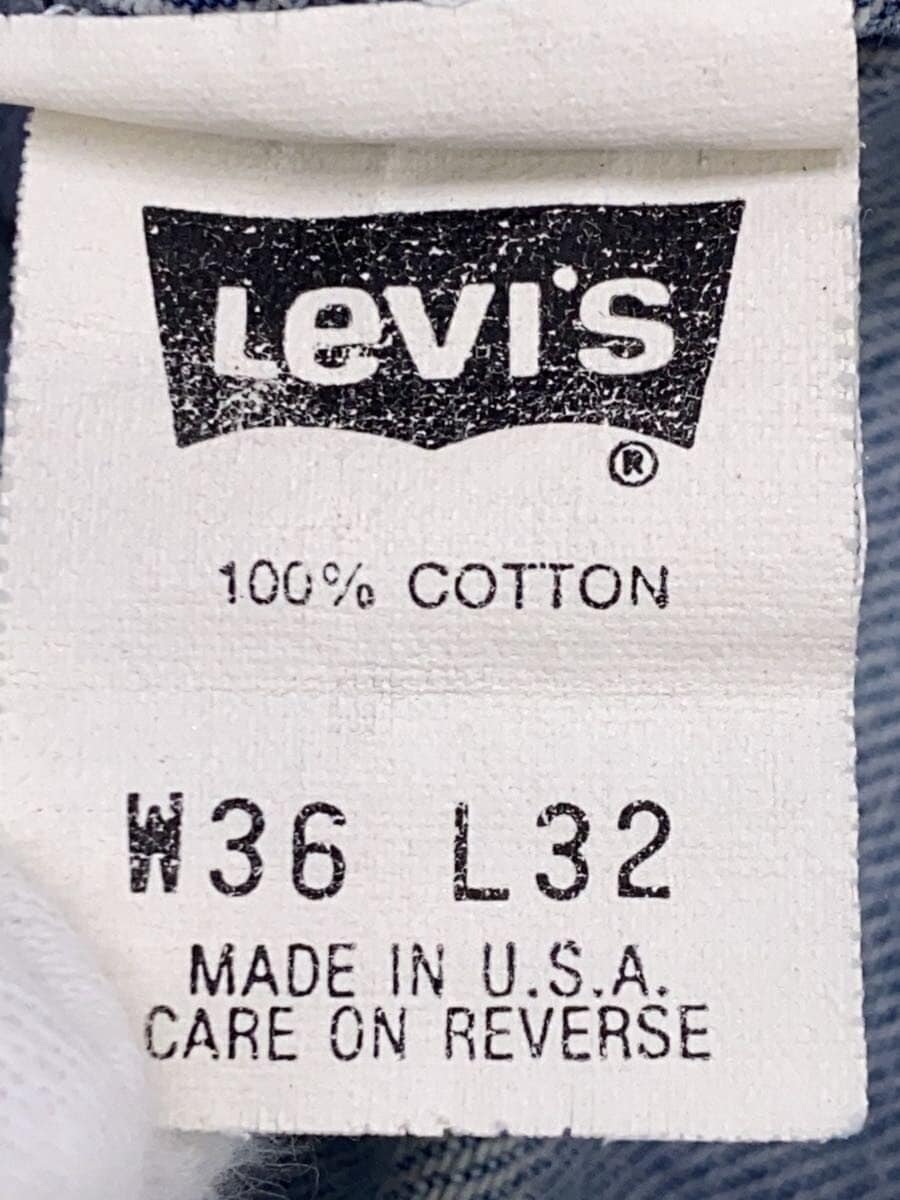 Levi's
®
100% COTTON
W36 L32
MADE IN U.S.A.
CARE ON REVERSE